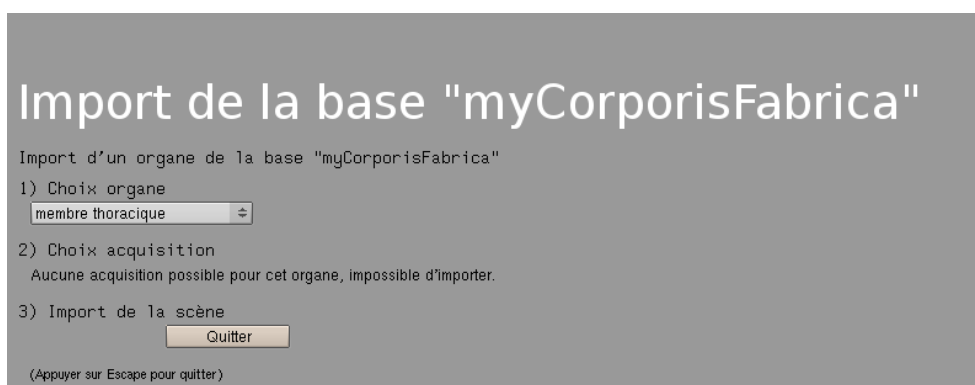 Import de la base "myCorporisFabrica"
Import d'un organe de la base "myCorporisFabrica"
1) Choix organe
membre thoracique
2) Choix acquisition
Aucune acquisition possible pour cet organe, impossible d'importer.
3) Import de la scène
Quitter
(Appuyer sur Escape pour quitter)